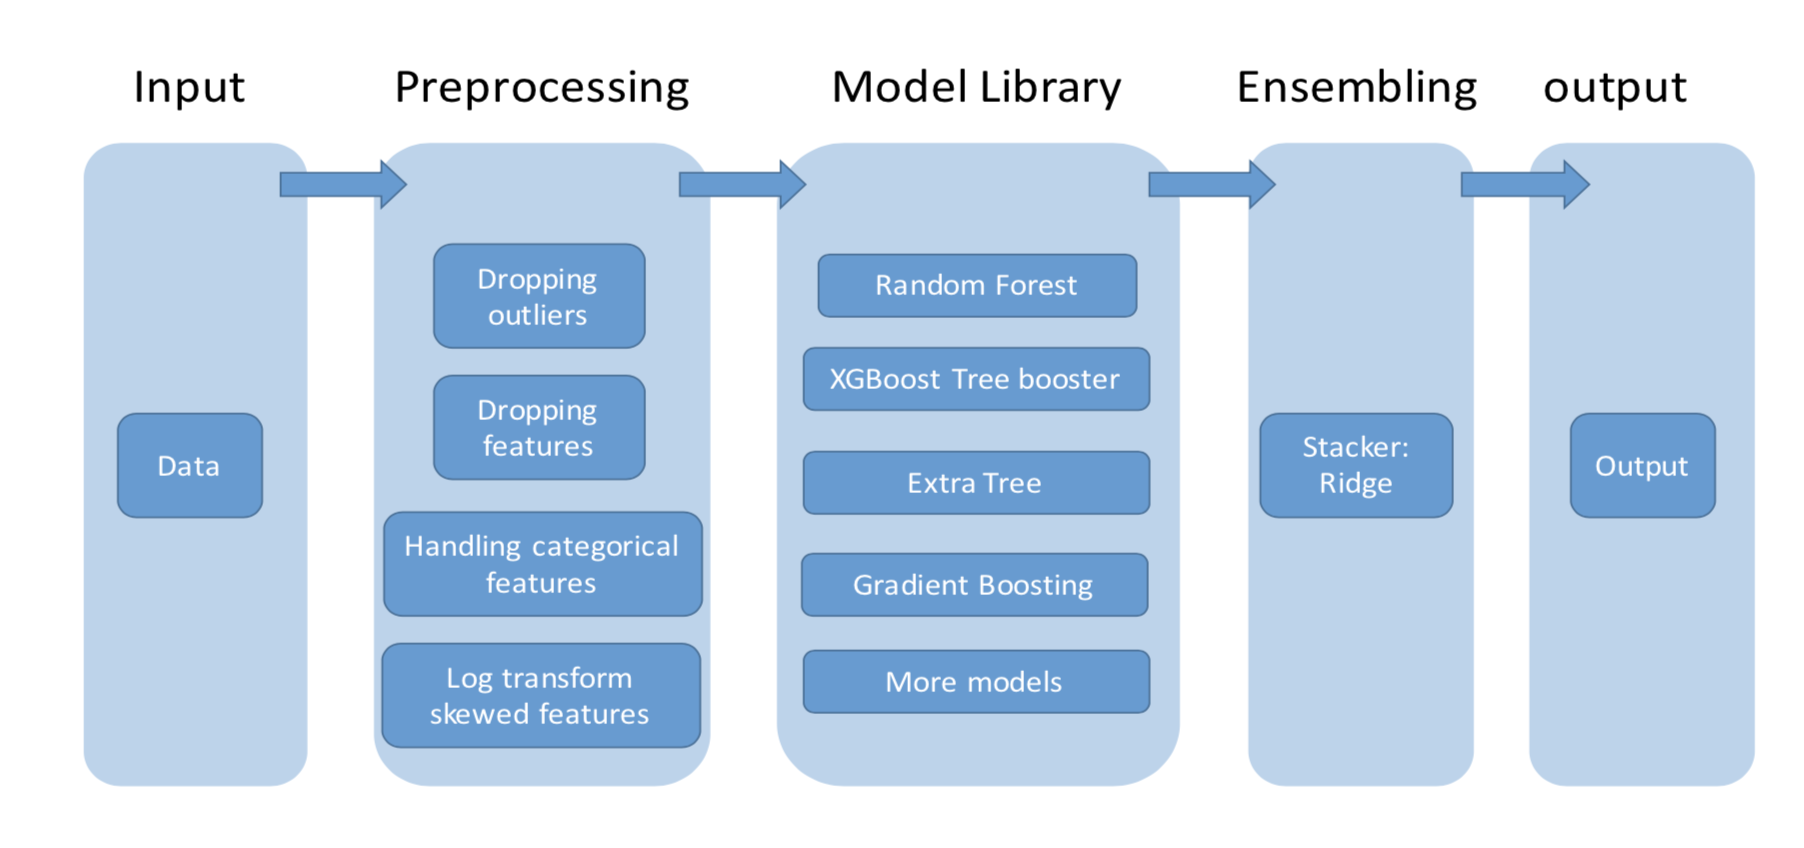 Input
Preprocessing
Model Library
Ensembling
output
Data
Dropping
outliers
Dropping
features
Handling categorical
features
Log transform
skewed features
Random Forest
XGBoost Tree booster
Extra Tree
Gradient Boosting
More models
Stacker:
Ridge
Output